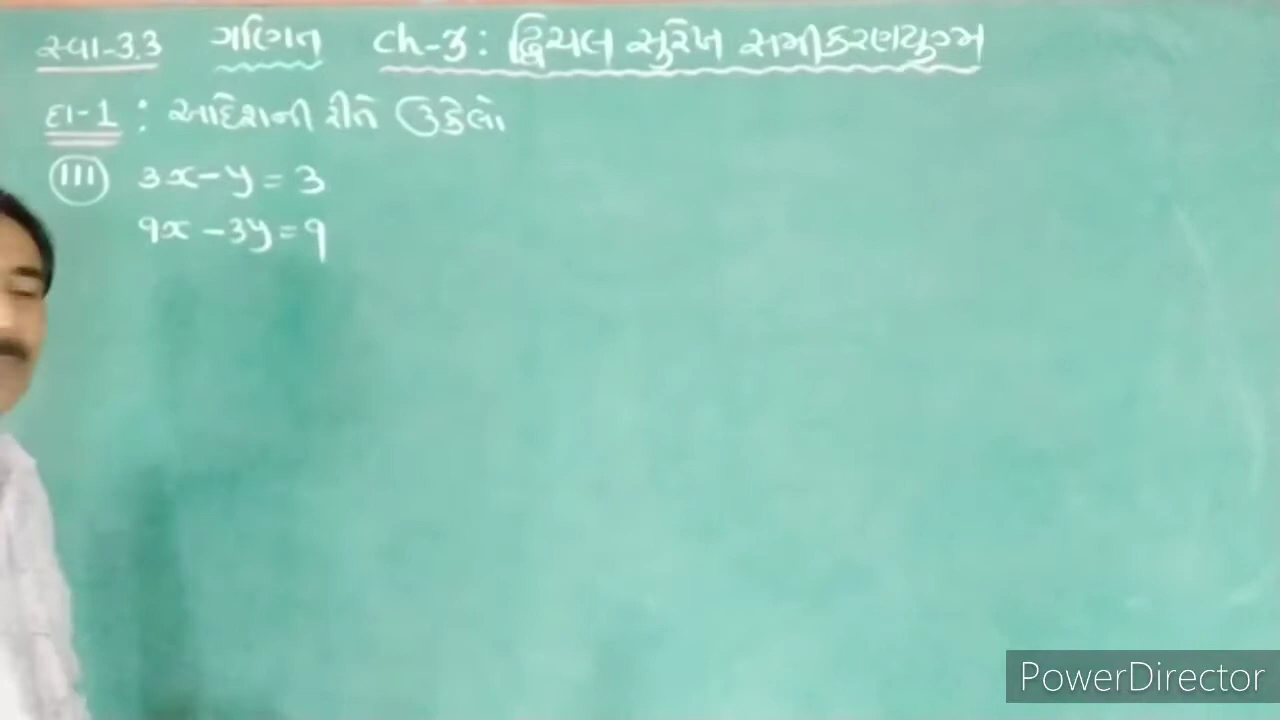 સ્વા-3.3 ગણિત Ch-3: દ્વિચલ સુરેખ સમીકરણયુગ્મ
દા-1 : આદેશની રીતે ઉકેલો
(III) 3x-y=3
9x-3y=9
PowerDirector